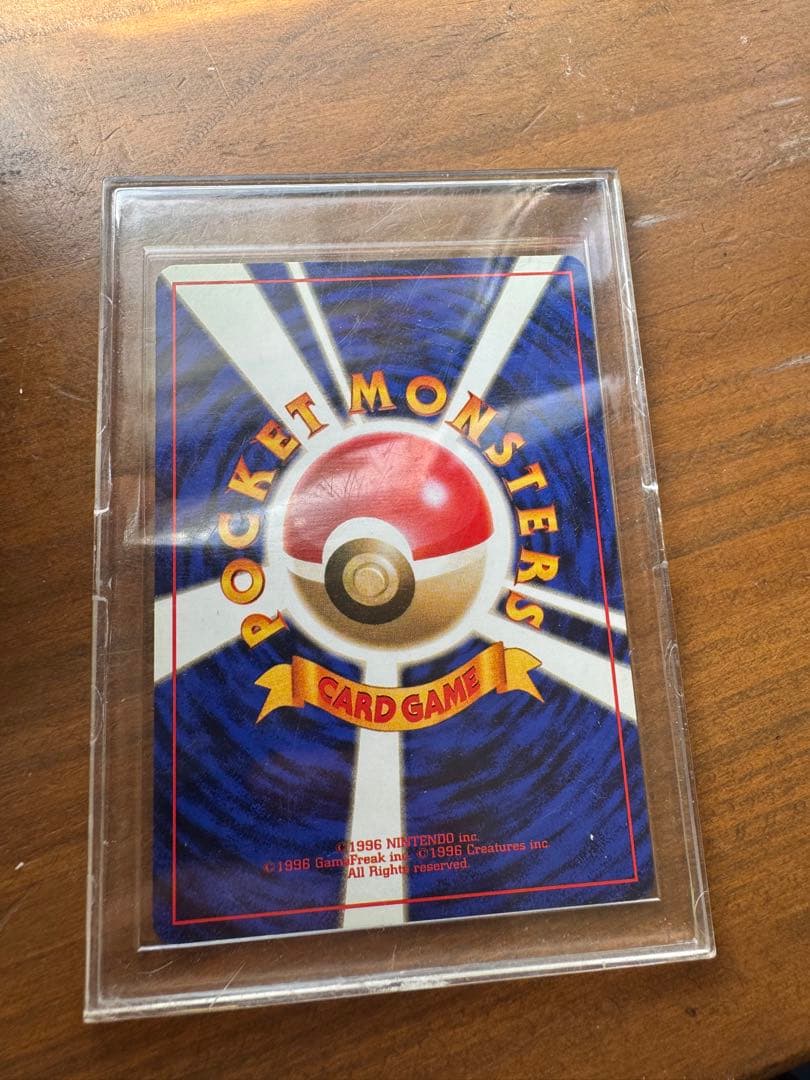 POCKET MONSTERS
CARD GAME
©1996 NINTENDO inc.
©1996 GameFreak inc. ©1996 Creatures inc.
All Rights reserved.